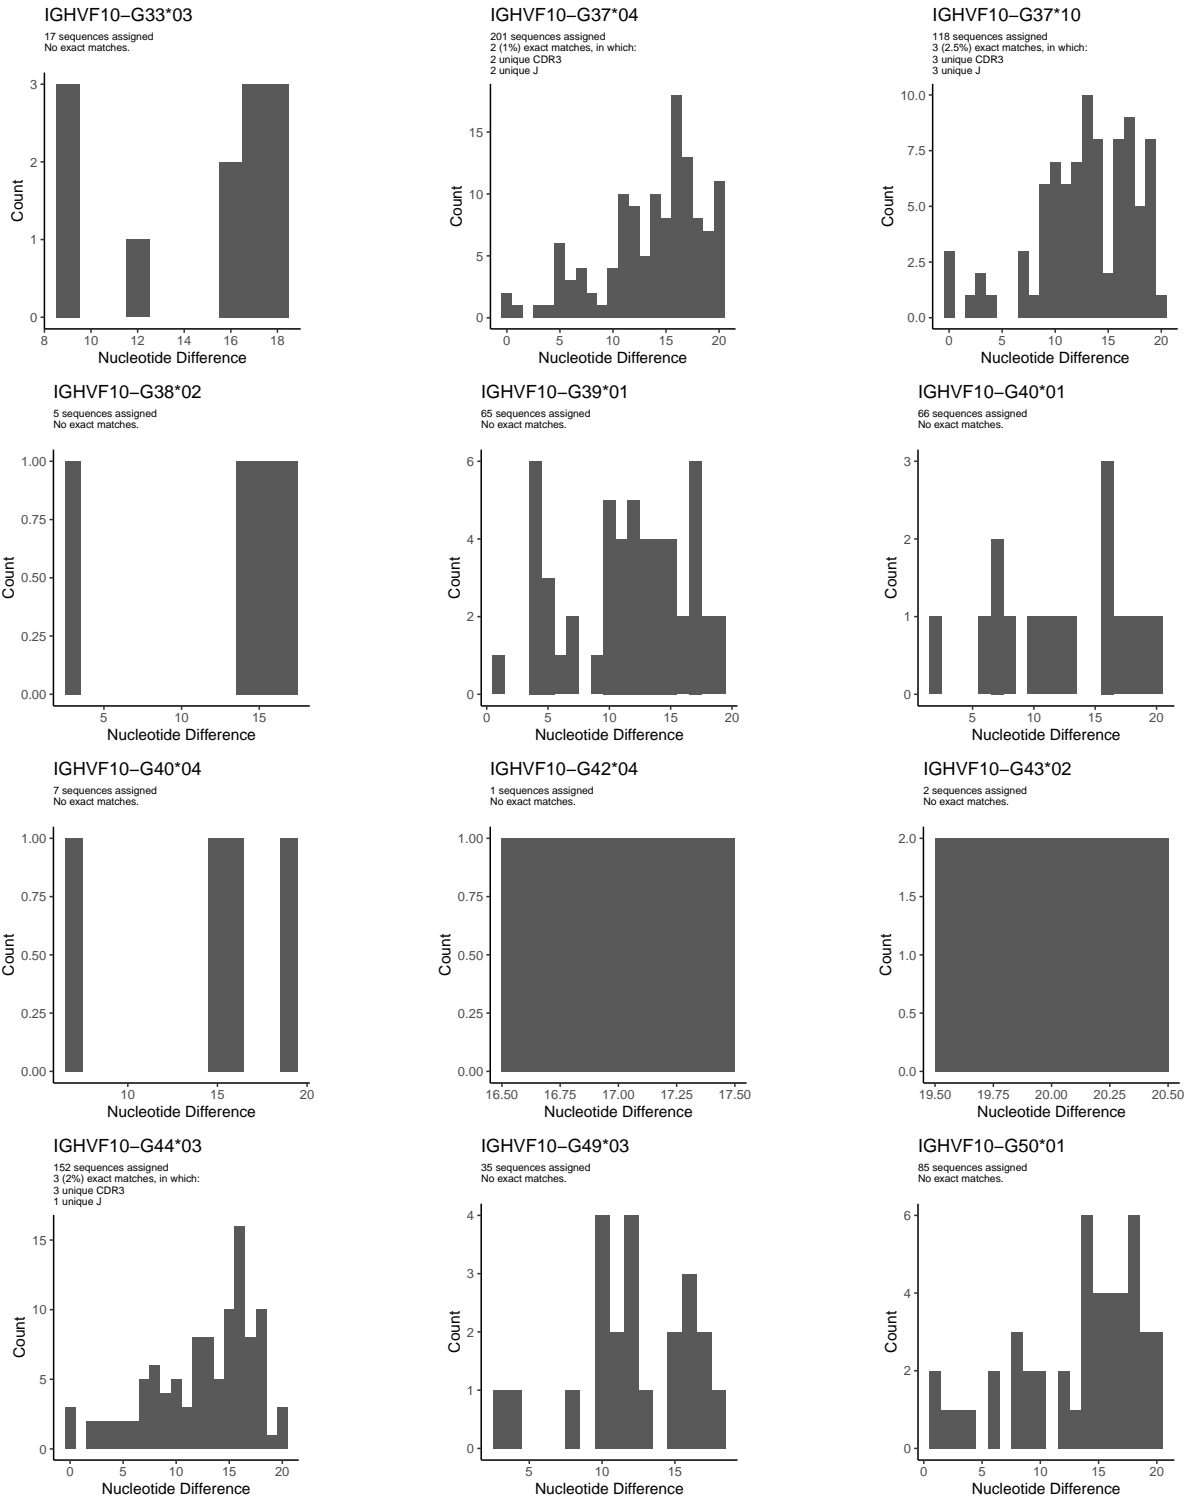 IGHVF10−G33*03
17 sequences assigned
No exact matches.
3
2
1
0
Count
8 10 12 14 16 18
Nucleotide Difference
IGHVF10−G37*04
201 sequences assigned
2 (1%) exact matches, in which:
2 unique CDR3
2 unique J
15
10
5
0
Count
0 5 10 15 20
Nucleotide Difference
IGHVF10−G37*10
118 sequences assigned
3 (2.5%) exact matches, in which:
3 unique CDR3
3 unique J
10.0
7.5
5.0
2.5
0.0
Count
0 5 10 15 20
Nucleotide Difference
IGHVF10−G38*02
5 sequences assigned
No exact matches.
1.00
0.75
0.50
0.25
0.00
Count
5 10 15
Nucleotide Difference
IGHVF10−G39*01
65 sequences assigned
No exact matches.
6
4
2
0
Count
0 5 10 15 20
Nucleotide Difference
IGHVF10−G40*01
66 sequences assigned
No exact matches.
3
2
1
0
Count
5 10 15 20
Nucleotide Difference
IGHVF10−G40*04
7 sequences assigned
No exact matches.
1.00
0.75
0.50
0.25
0.00
Count
10 15 20
Nucleotide Difference
IGHVF10−G42*04
1 sequences assigned
No exact matches.
1.00
0.75
0.50
0.25
0.00
Count
16.50 16.75 17.00 17.25 17.50
Nucleotide Difference
IGHVF10−G43*02
2 sequences assigned
No exact matches.
2.0
1.5
1.0
0.5
0.0
Count
19.50 19.75 20.00 20.25 20.50
Nucleotide Difference
IGHVF10−G44*03
152 sequences assigned
3 (2%) exact matches, in which:
3 unique CDR3
1 unique J
15
10
5
0
Count
0 5 10 15 20
Nucleotide Difference
IGHVF10−G49*03
35 sequences assigned
No exact matches.
4
3
2
1
0
Count
5 10 15
Nucleotide Difference
IGHVF10−G50*01
85 sequences assigned
No exact matches.
6
4
2
0
Count
0 5 10 15 20
Nucleotide Difference